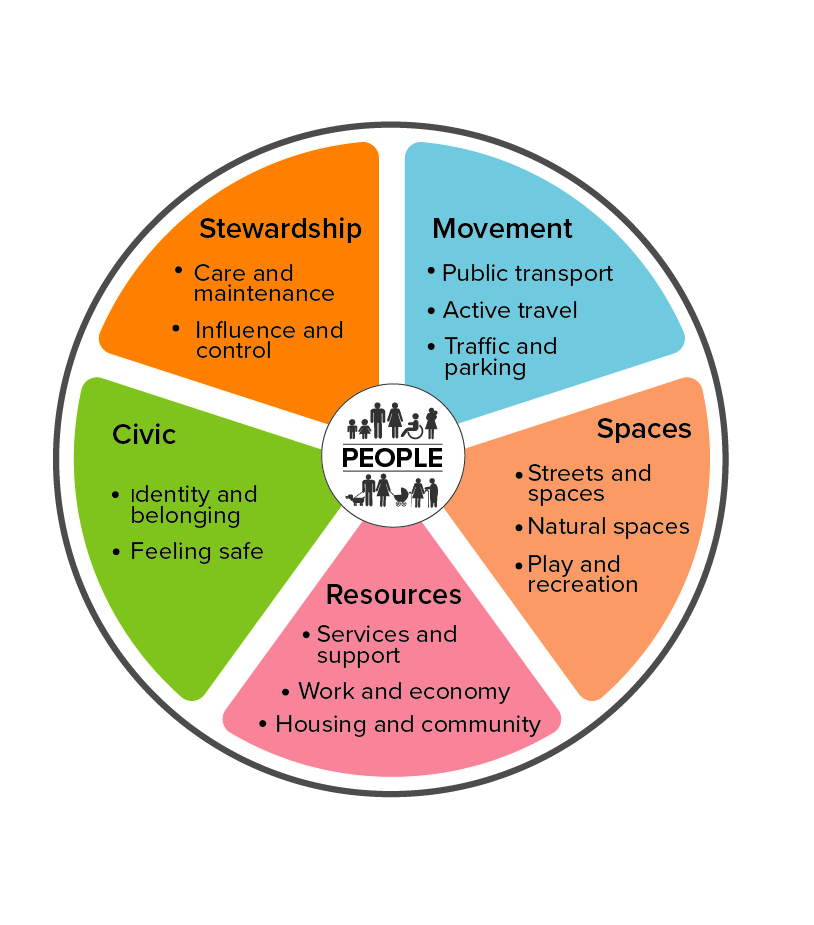 Stewardship
• Care and
maintenance
• Influence and
control
Movement
• Public transport
• Active travel
• Traffic and
parking
Spaces
• Streets and
spaces
• Natural spaces
• Play and
recreation
Resources
• Services and
support
• Work and economy
• Housing and community
Civic
• Identity and
belonging
• Feeling safe
PEOPLE